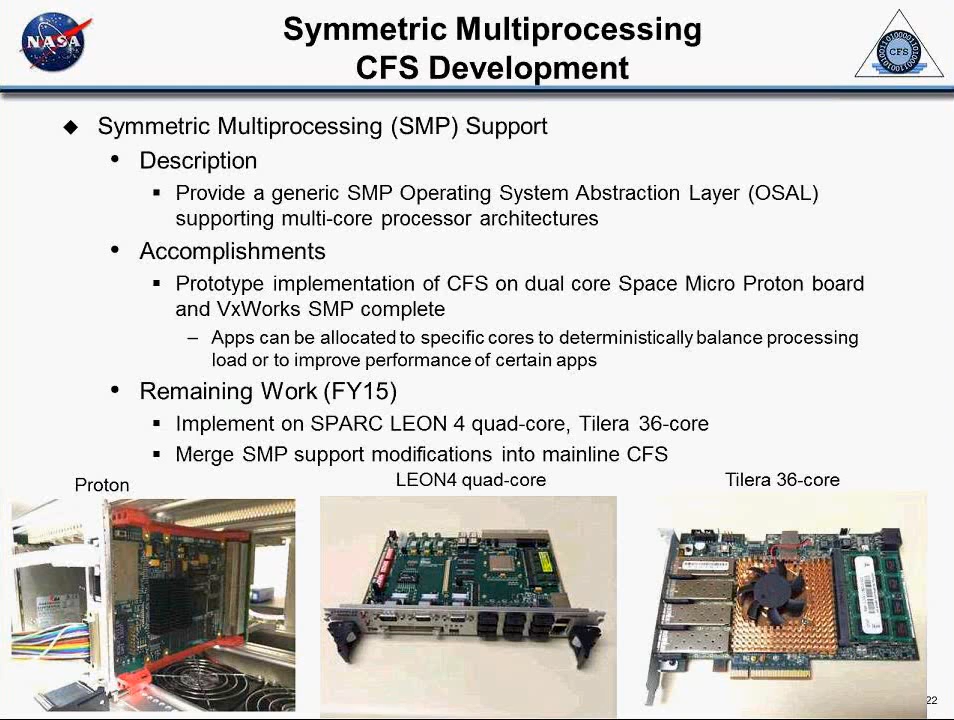 NASA
Symmetric Multiprocessing
CFS Development
CFS
Symmetric Multiprocessing (SMP) Support
Description
Provide a generic SMP Operating System Abstraction Layer (OSAL)
supporting multi-core processor architectures
Accomplishments
Prototype implementation of CFS on dual core Space Micro Proton board
and VxWorks SMP complete
– Apps can be allocated to specific cores to deterministically balance processing
load or to improve performance of certain apps
Remaining Work (FY15)
Implement on SPARC LEON 4 quad-core, Tilera 36-core
Merge SMP support modifications into mainline CFS
Proton
LEON4 quad-core
Tilera 36-core
22